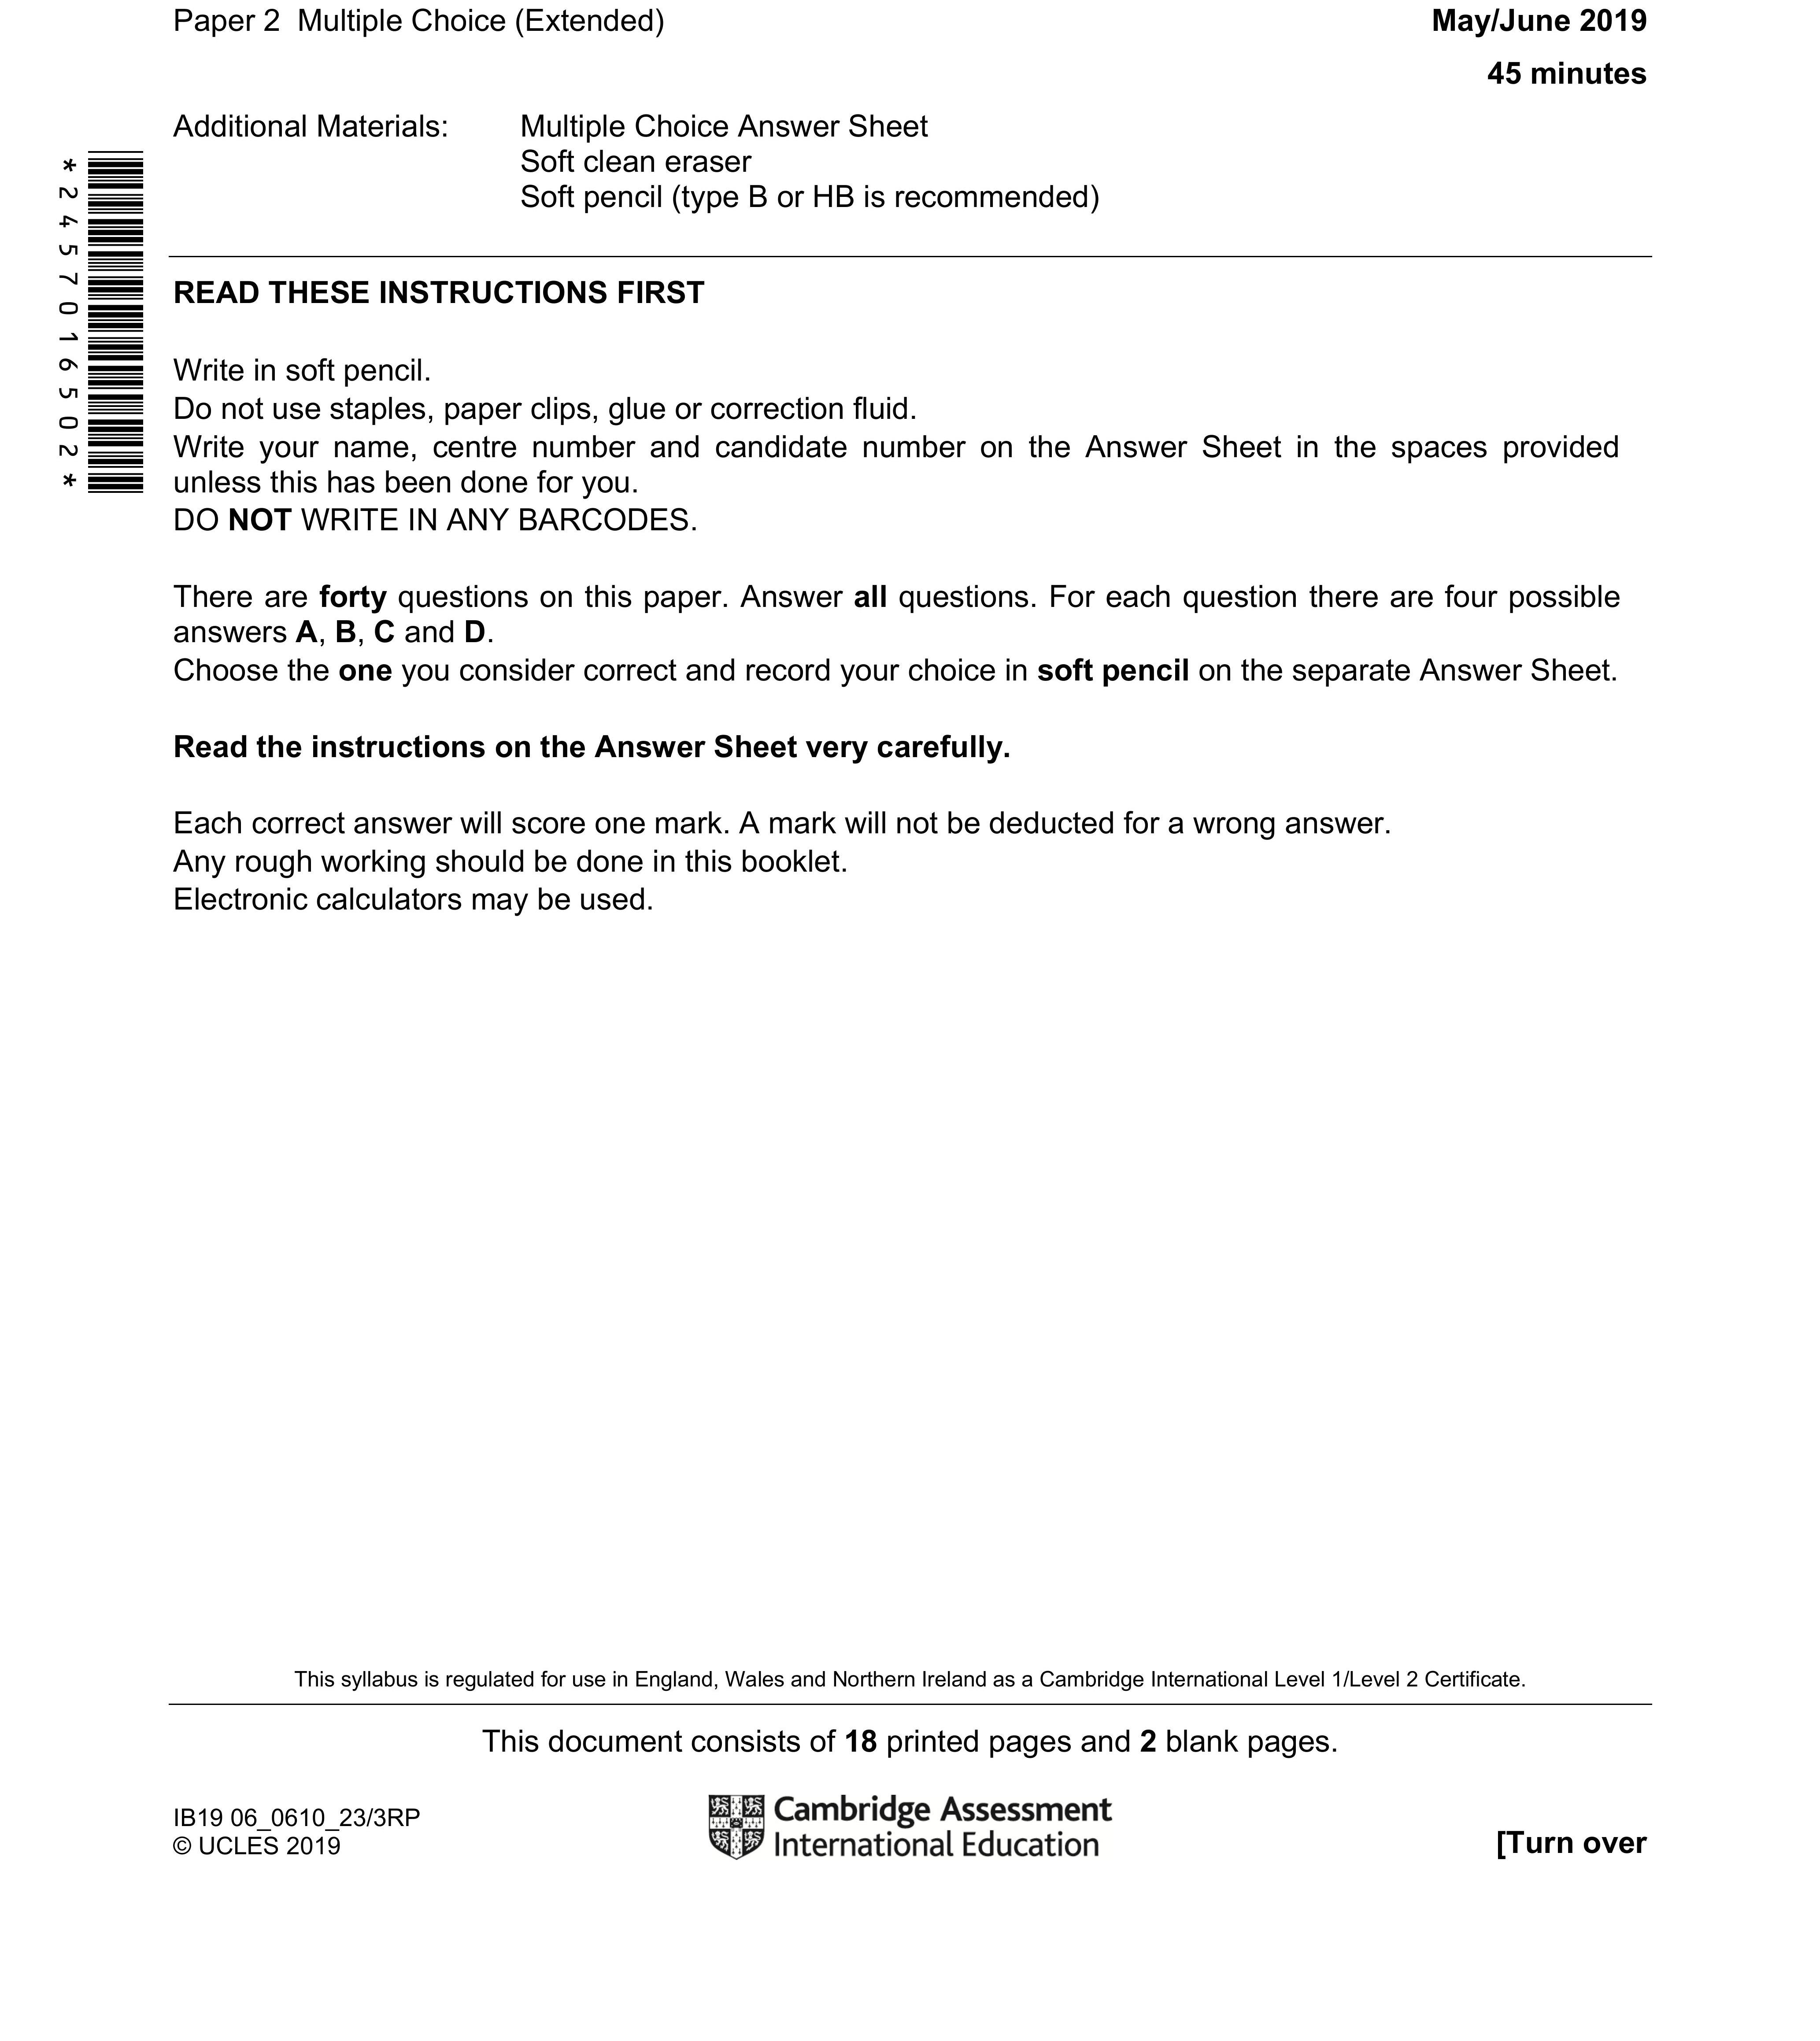 Paper 2 Multiple Choice (Extended)
May/June 2019
45 minutes
Additional Materials:
Multiple Choice Answer Sheet
Soft clean eraser
Soft pencil (type B or HB is recommended)
*2457016502*
READ THESE INSTRUCTIONS FIRST
Write in soft pencil.
Do not use staples, paper clips, glue or correction fluid.
Write your name, centre number and candidate number on the Answer Sheet in the spaces provided
unless this has been done for you.
DO NOT WRITE IN ANY BARCODES.
There are forty questions on this paper. Answer all questions. For each question there are four possible
answers A, B, C and D.
Choose the one you consider correct and record your choice in soft pencil on the separate Answer Sheet.
Read the instructions on the Answer Sheet very carefully.
Each correct answer will score one mark. A mark will not be deducted for a wrong answer.
Any rough working should be done in this booklet.
Electronic calculators may be used.
This syllabus is regulated for use in England, Wales and Northern Ireland as a Cambridge International Level 1/Level 2 Certificate.
This document consists of 18 printed pages and 2 blank pages.
IB19 06_0610_23/3RP
© UCLES 2019
Cambridge Assessment
International Education
[Turn over